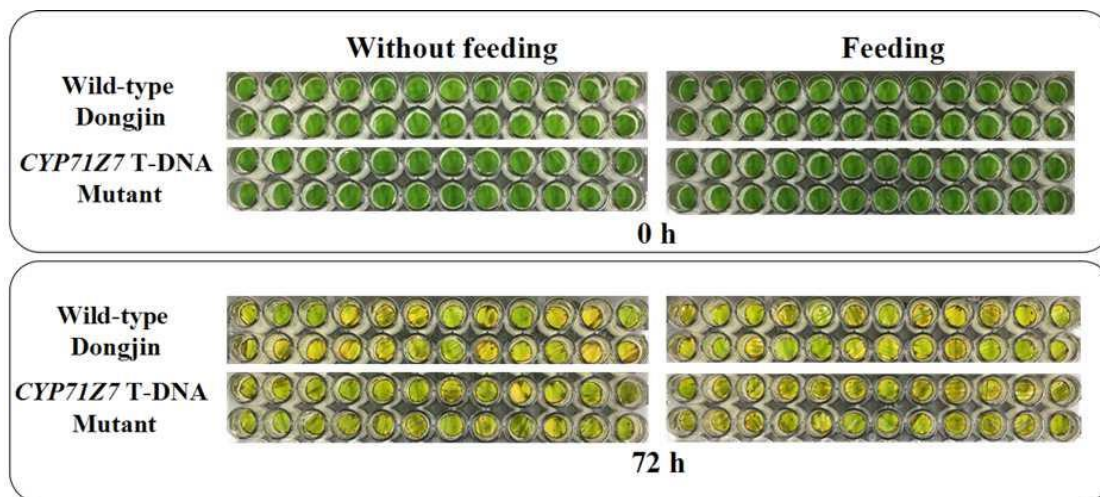 Without feeding
Feeding
Wild-type
Dongjin
CYP71Z7 T-DNA
Mutant
0 h
Wild-type
Dongjin
CYP71Z7 T-DNA
Mutant
72 h